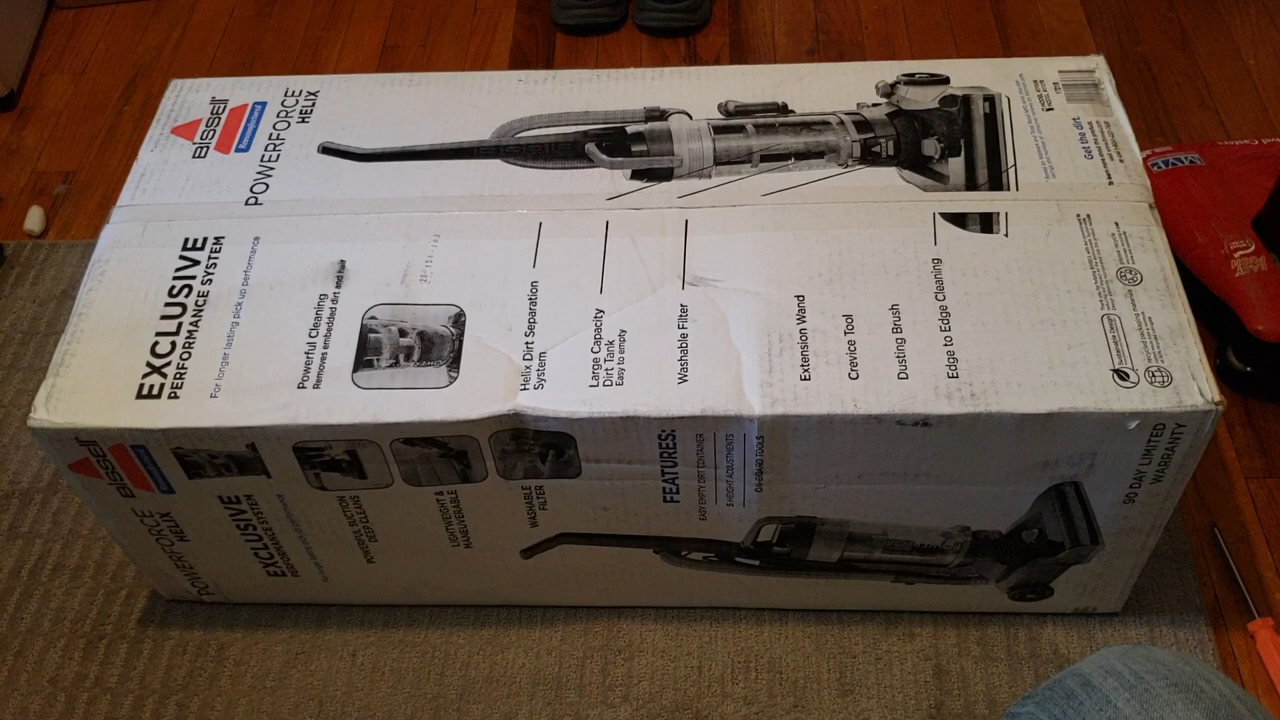 BISSELL
POWERFORCE
HELIX
Get the dirt.
EXCLUSIVE
PERFORMANCE SYSTEM
For longer lasting pick up performance
Powerful Cleaning
Removes embedded dirt and hair
Helix Dirt Separation
System
Large Capacity
Dirt Tank
Easy to empty
Washable Filter
Extension Wand
Crevice Tool
Dusting Brush
Edge to Edge Cleaning
BISSELL
POWERFORCE
HELIX
EXCLUSIVE
PERFORMANCE SYSTEM
POWERFUL SUCTION
DEEP CLEANS
LIGHTWEIGHT &
MANEUVERABLE
WASHABLE
FILTER
FEATURES:
EASY EMPTY DIRT CONTAINER
5 HEIGHT ADJUSTMENTS
ON-BOARD TOOLS
90 DAY LIMITED
WARRANTY
MVP